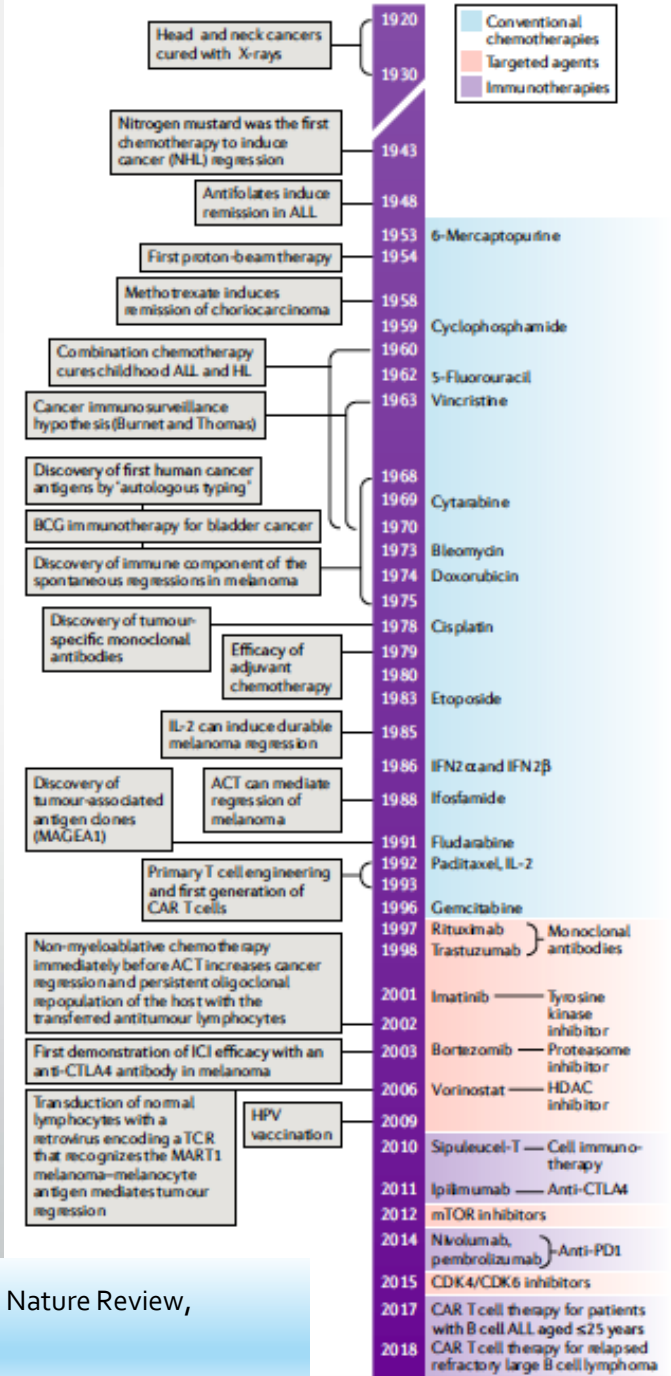 Conventional
chemotherapies
Targeted agents
Immunotherapies
1920
Head and neck cancers
cured with X-rays
1930
Nitrogen mustard was the first
chemotherapy to induce
cancer (NHL) regression
1943
Antifolates induce
remission in ALL
1948
1953 6-Mercaptopurine
First proton-beam therapy
1954
Methotrexate induces
remission of choriocarcinoma
1958
1959 Cyclophosphamide
Combination chemotherapy
cures childhood ALL and HL
1960
1962 5-Fluorouracil
Cancer immunosurveillance
hypothesis (Burnet and Thomas)
1963 Vincristine
Discovery of first human cancer
antigens by 'autologous typing'
1968
1969 Cytarabine
BCG immunotherapy for bladder cancer
1970
Discovery of immune component of the
spontaneous regressions in melanoma
1973 Bleomycin
1974 Doxorubicin
1975
Discovery of tumour-
specific monoclonal
antibodies
1978 Cisplatin
Efficacy of
adjuvant
chemotherapy
1979
1980
1983 Etoposide
IL-2 can induce durable
melanoma regression
1985
1986 IFN2α and IFN2β
Discovery of
tumour-associated
antigen clones
(MAGEA1)
ACT can mediate
regression of
melanoma
1988 Ifosfamide
1991 Fludarabine
Primary T cell engineering
and first generation of
CAR T cells
1992 Paclitaxel, IL-2
1993
1996 Gemcitabine
1997 Rituximab
1998 Trastuzumab
Monoclonal
antibodies
Non-myeloablative chemotherapy
immediately before ACT increases cancer
regression and persistent oligoclonal
repopulation of the host with the
transferred antitumour lymphocytes
2001 Imatinib
Tyrosine
kinase
inhibitor
2002
First demonstration of ICI efficacy with an
anti-CTLA4 antibody in melanoma
2003 Bortezomib
Proteasome
inhibitor
2006 Vorinostat
HDAC
inhibitor
Transduction of normal
lymphocytes with a
retrovirus encoding a TCR
that recognizes the MART1
melanoma–melanocyte
antigen mediates tumour
regression
HPV
vaccination
2009
2010 Sipuleucel-T
Cell immuno-
therapy
2011 Ipilimumab Anti-CTLA4
2012 mTOR inhibitors
2014 Nivolumab,
pembrolizumab
Anti-PD1
2015 CDK4/CDK6 inhibitors
2017 CAR T cell therapy for patients
with B cell ALL aged ≤25 years
2018 CAR T cell therapy for relapsed
refractory large B cell lymphoma
Nature Review,